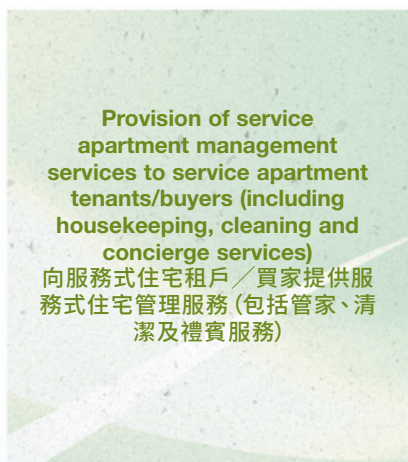 Provision of service
apartment management
services to service apartment
tenants/buyers (including
housekeeping, cleaning and
concierge services)
向服務式住宅租戶／買家提供服
務式住宅管理服務（包括管家、清
潔及禮賓服務）